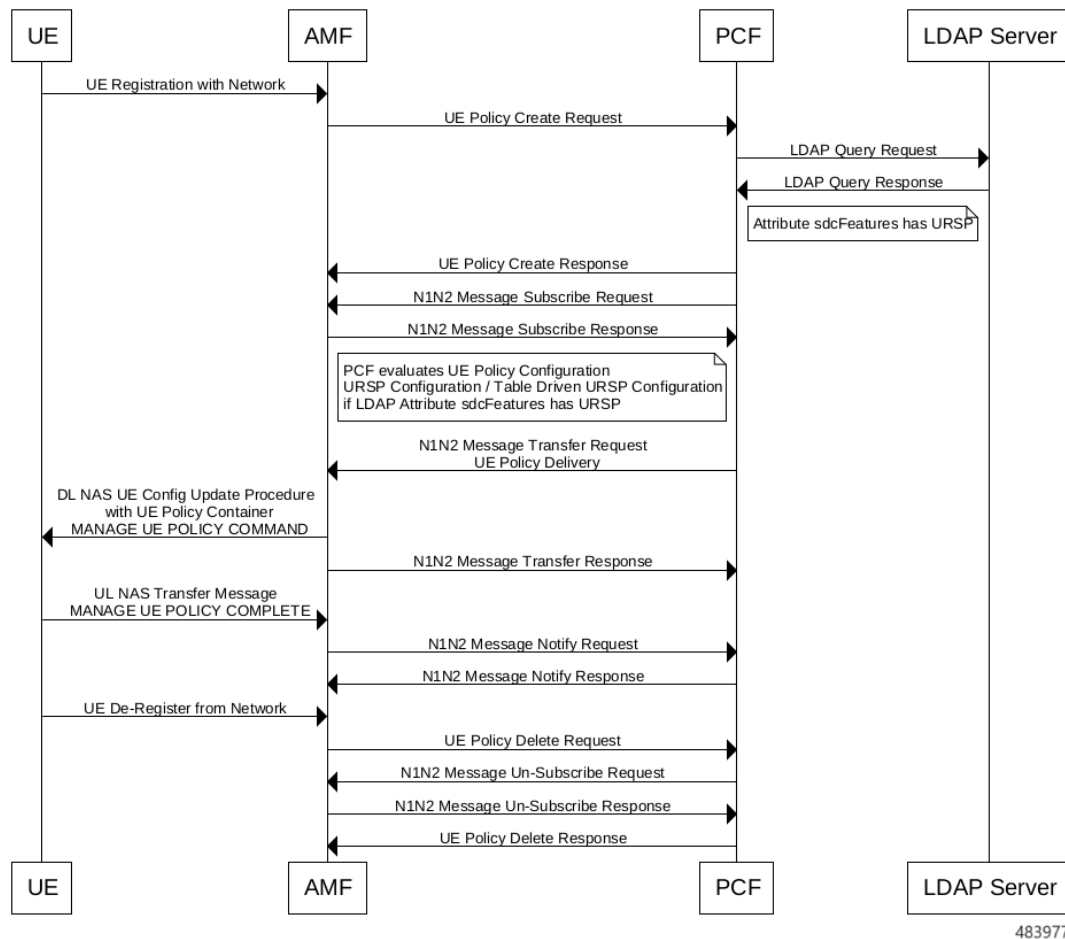 UE
AMF
PCF
LDAP Server
UE Registration with Network
UE Policy Create Request
LDAP Query Request
LDAP Query Response
Attribute sdcFeatures has URSP
UE Policy Create Response
N1N2 Message Subscribe Request
N1N2 Message Subscribe Response
PCF evaluates UE Policy Configuration
URSP Configuration / Table Driven URSP Configuration
if LDAP Attribute sdcFeatures has URSP
N1N2 Message Transfer Request
UE Policy Delivery
DL NAS UE Config Update Procedure
with UE Policy Container
MANAGE UE POLICY COMMAND
N1N2 Message Transfer Response
UL NAS Transfer Message
MANAGE UE POLICY COMPLETE
N1N2 Message Notify Request
N1N2 Message Notify Response
UE De-Register from Network
UE Policy Delete Request
N1N2 Message Un-Subscribe Request
N1N2 Message Un-Subscribe Response
UE Policy Delete Response
UE
AMF
PCF
LDAP Server
483977